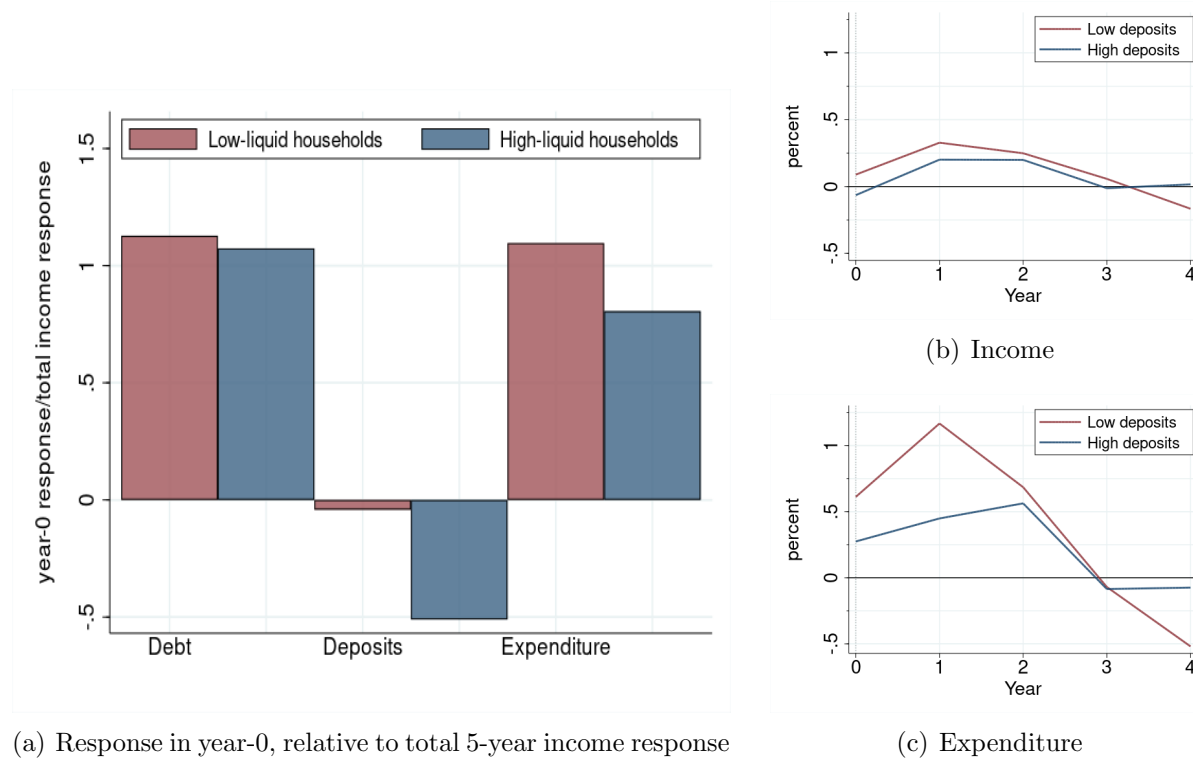 Low-liquid households
High-liquid households
year-0 response/total income response
1.5
1
.5
0
-.5
Debt
Deposits
Expenditure
(a) Response in year-0, relative to total 5-year income response
Low deposits
High deposits
percent
1
.5
0
-.5
0 1 2 3 4
Year
(b) Income
Low deposits
High deposits
percent
1
.5
0
-.5
0 1 2 3 4
Year
(c) Expenditure